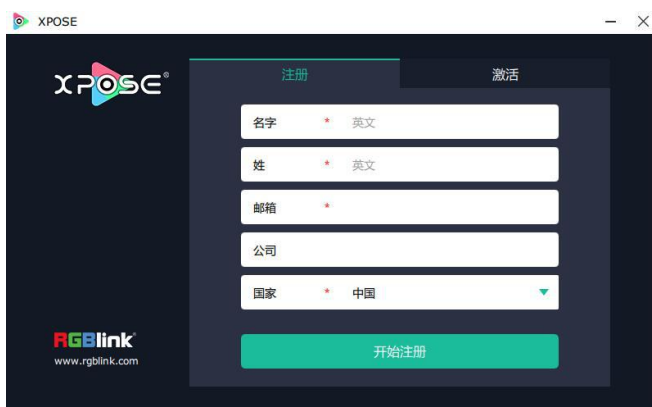 XPOSE
XPOSE®
注册
激活
名字 * 英文
姓 * 英文
邮箱 *
公司
国家 * 中国
开始注册
RGBlink®
www.rgblink.com